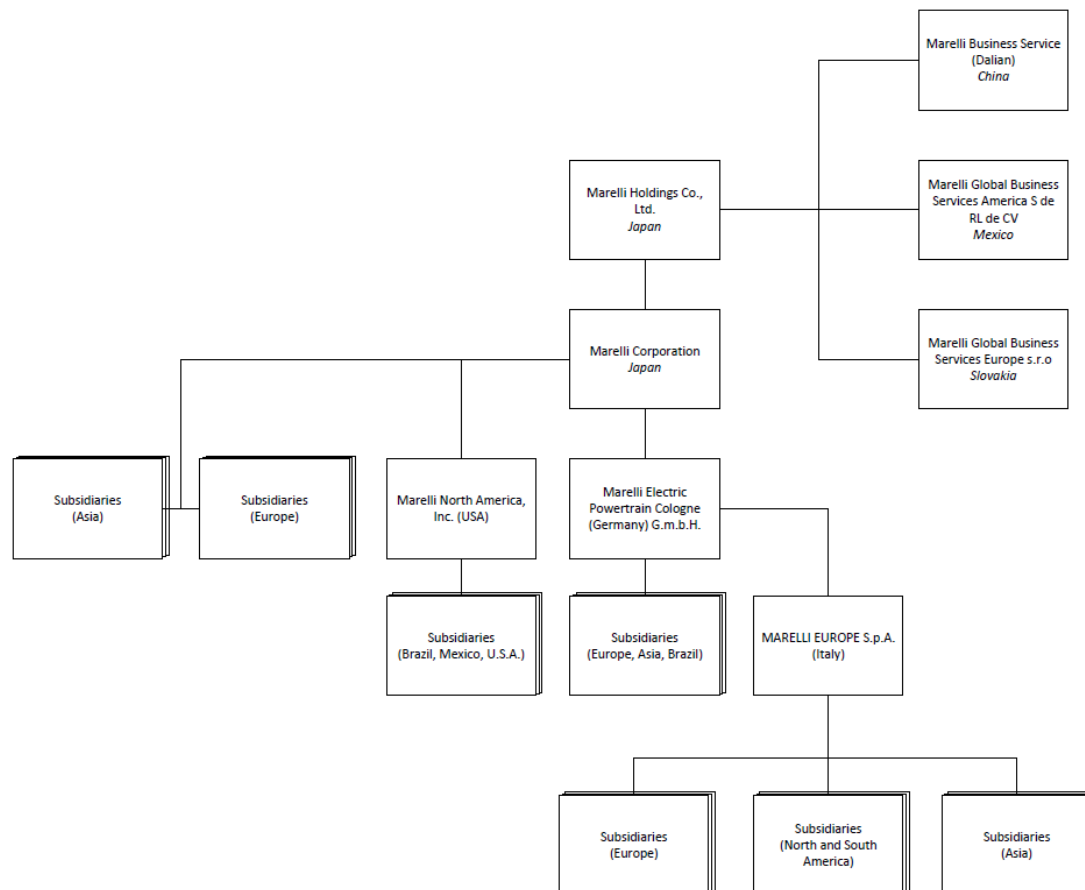 Marelli Business Service
(Dalian)
China
Marelli Holdings Co.,
Ltd.
Japan
Marelli Global Business
Services America S de
RL de CV
Mexico
Marelli Corporation
Japan
Marelli Global Business
Services Europe s.r.o
Slovakia
Subsidiaries
(Asia)
Subsidiaries
(Europe)
Marelli North America,
Inc. (USA)
Marelli Electric
Powertrain Cologne
(Germany) G.m.b.H.
Subsidiaries
(Brazil, Mexico, U.S.A.)
Subsidiaries
(Europe, Asia, Brazil)
MARELLI EUROPE S.p.A.
(Italy)
Subsidiaries
(Europe)
Subsidiaries
(North and South
America)
Subsidiaries
(Asia)